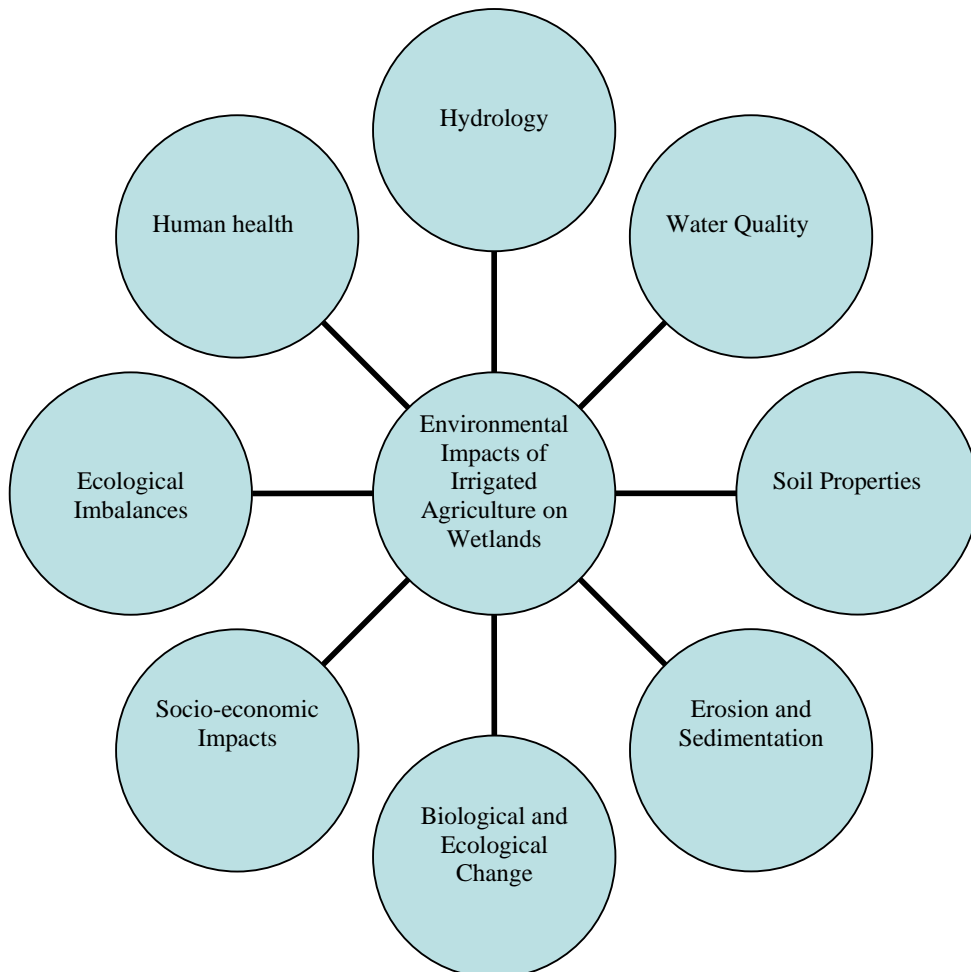 Hydrology
Human health
Water Quality
Environmental
Impacts of
Irrigated
Agriculture on
Wetlands
Ecological
Imbalances
Soil Properties
Socio-economic
Impacts
Erosion and
Sedimentation
Biological and
Ecological
Change